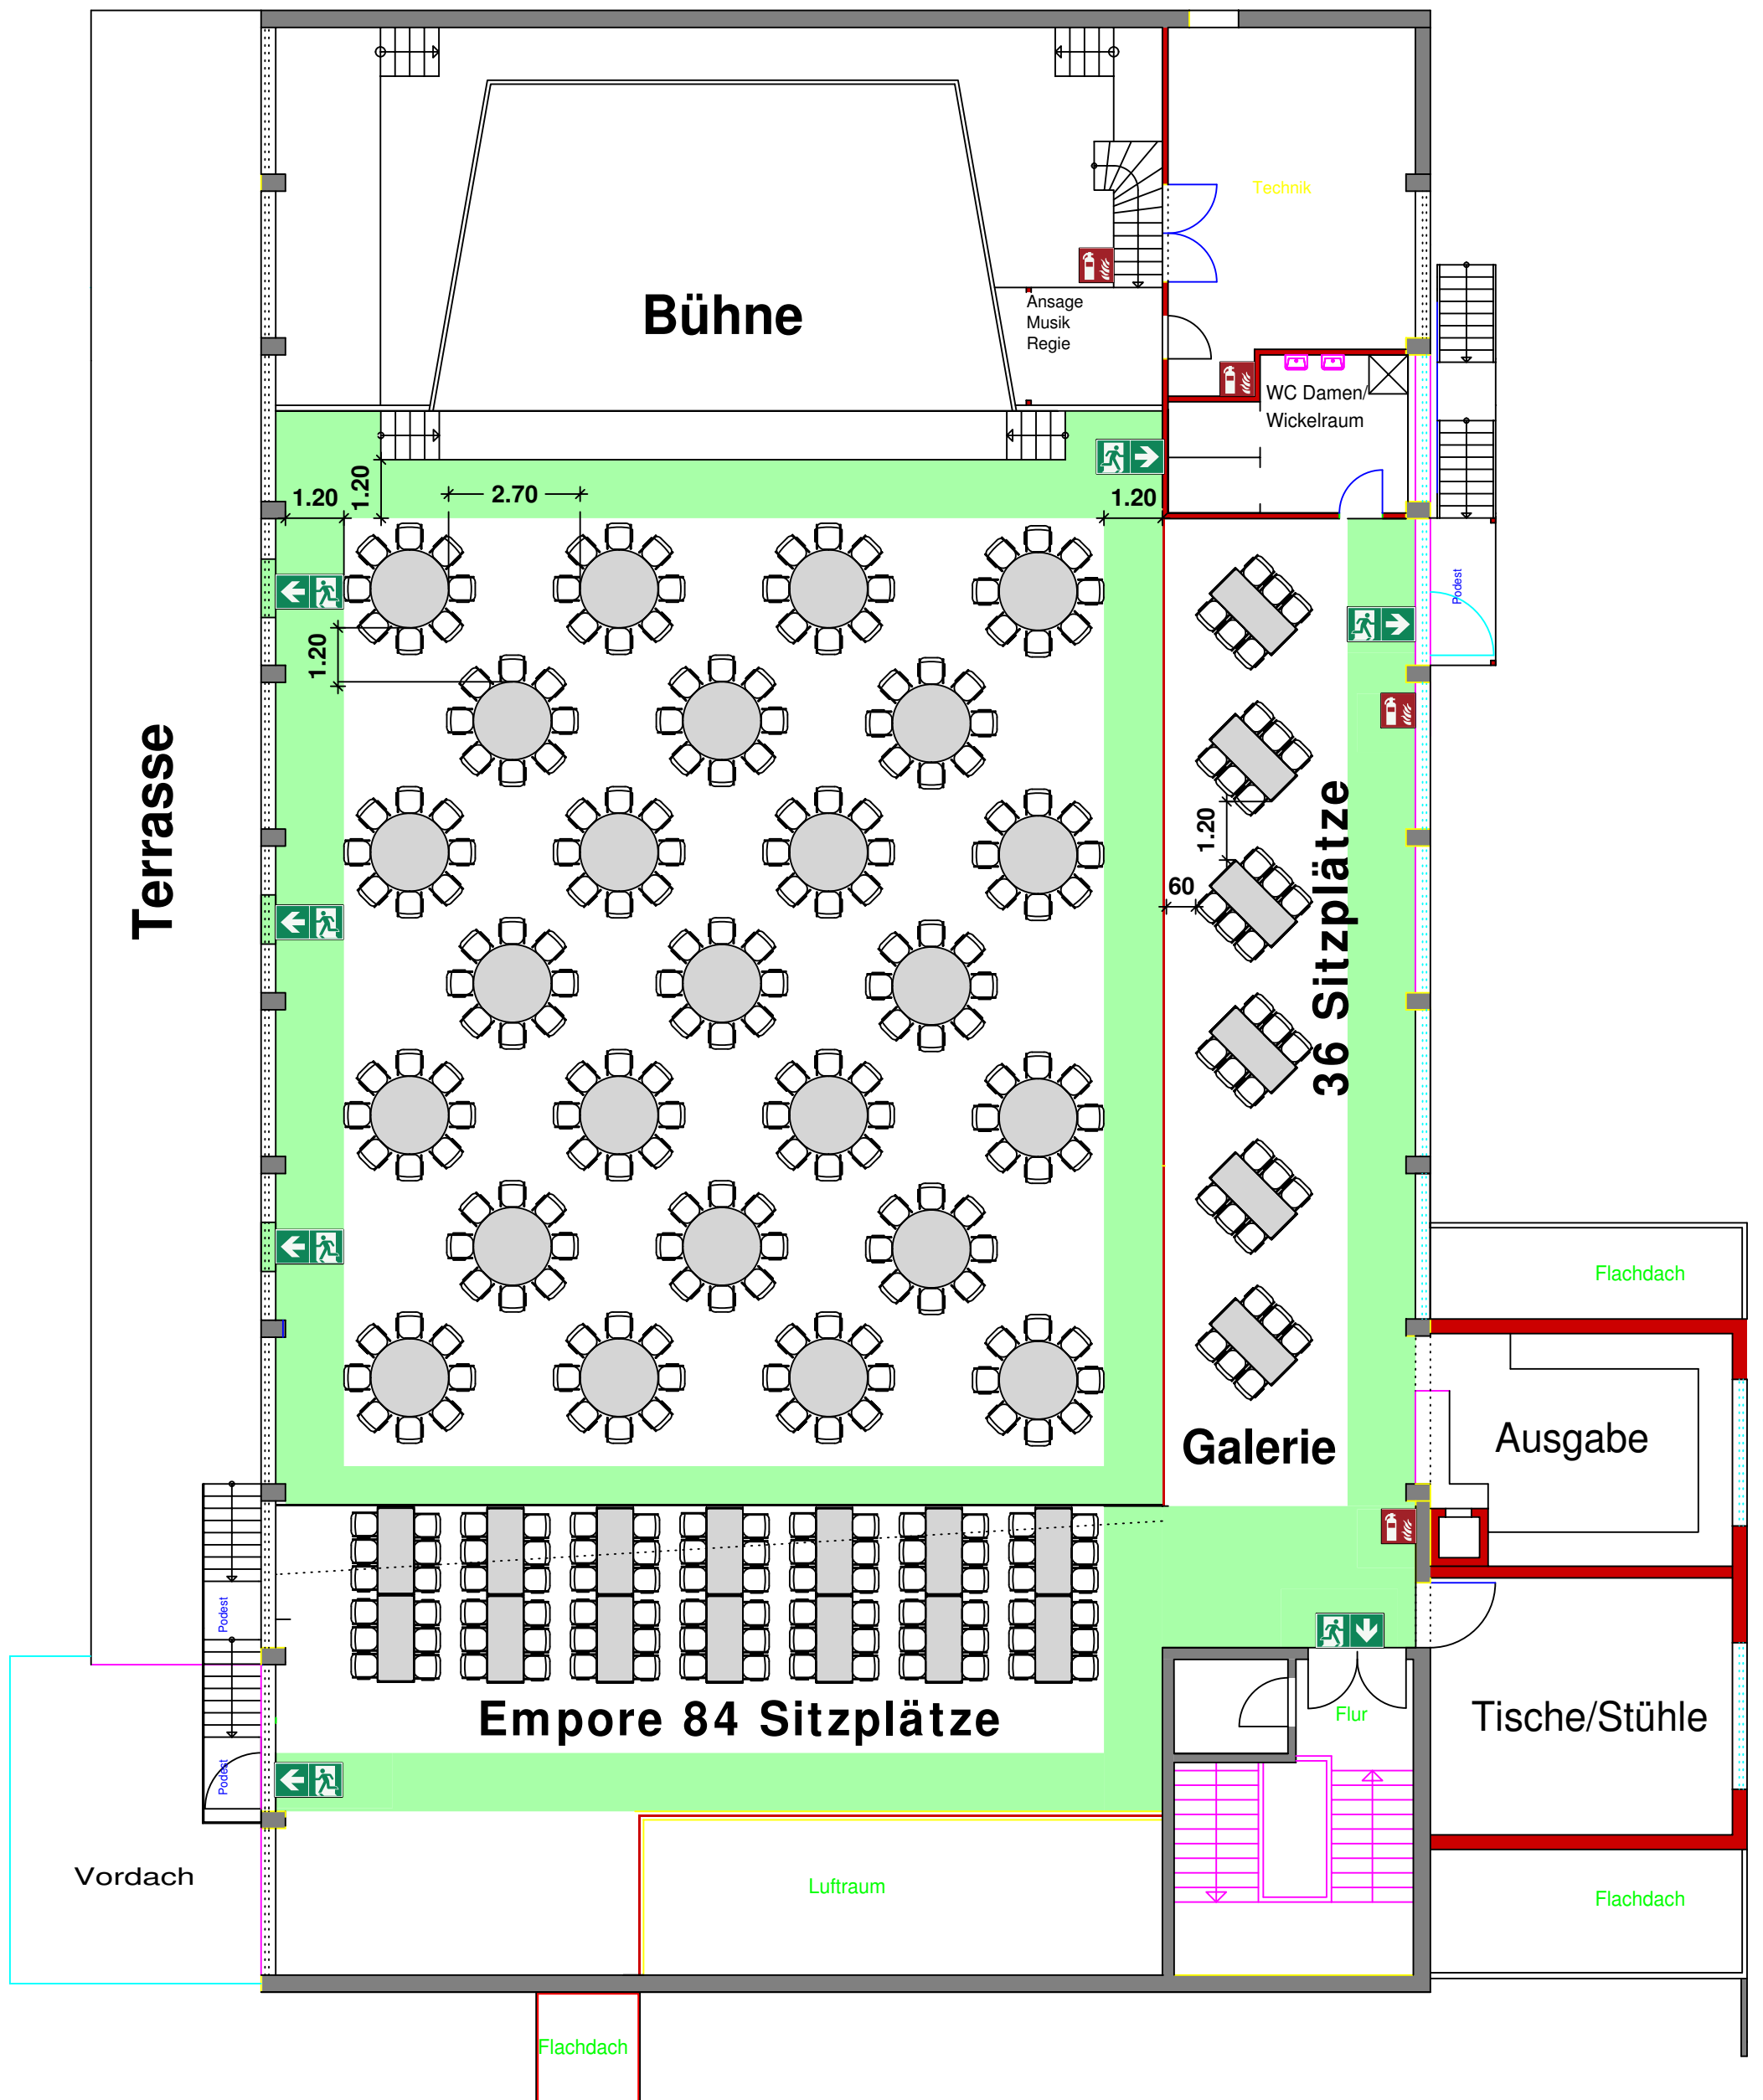 Technik
Bühne
Ansage
Musik
Regie
WC Damen/
Wickelraum
1.20
1.20
2.70
1.20
Podest
1.20
Terrasse
36 Sitzplätze
1.20
60
Flachdach
Galerie
Ausgabe
Podest
Empore 84 Sitzplätze
Flur
Tische/Stühle
Podest
Vordach
Luftraum
Flachdach
Flachdach